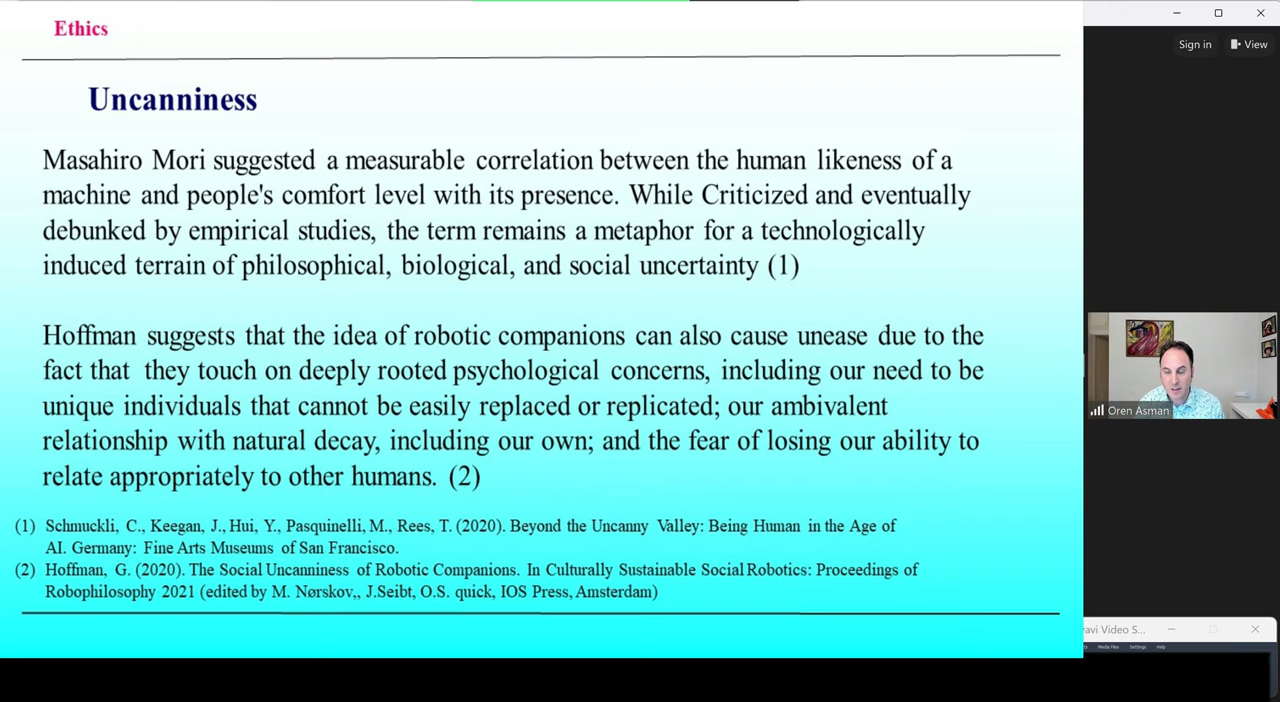 Ethics
Uncanniness
Masahiro Mori suggested a measurable correlation between the human likeness of a
machine and people's comfort level with its presence. While Criticized and eventually
debunked by empirical studies, the term remains a metaphor for a technologically
induced terrain of philosophical, biological, and social uncertainty (1)
Hoffman suggests that the idea of robotic companions can also cause unease due to the
fact that they touch on deeply rooted psychological concerns, including our need to be
unique individuals that cannot be easily replaced or replicated; our ambivalent
relationship with natural decay, including our own; and the fear of losing our ability to
relate appropriately to other humans. (2)
(1) Schmuckli, C., Keegan, J., Hui, Y., Pasquinelli, M., Rees, T. (2020). Beyond the Uncanny Valley: Being Human in the Age of
AI. Germany: Fine Arts Museums of San Francisco.
(2) Hoffman, G. (2020). The Social Uncanniness of Robotic Companions. In Culturally Sustainable Social Robotics: Proceedings of
Robophilosophy 2021 (edited by M. Nørskov,, J.Seibt, O.S. quick, IOS Press, Amsterdam)
Sign in View
Oren Asman
avi Video S...
Media Files Settings Help